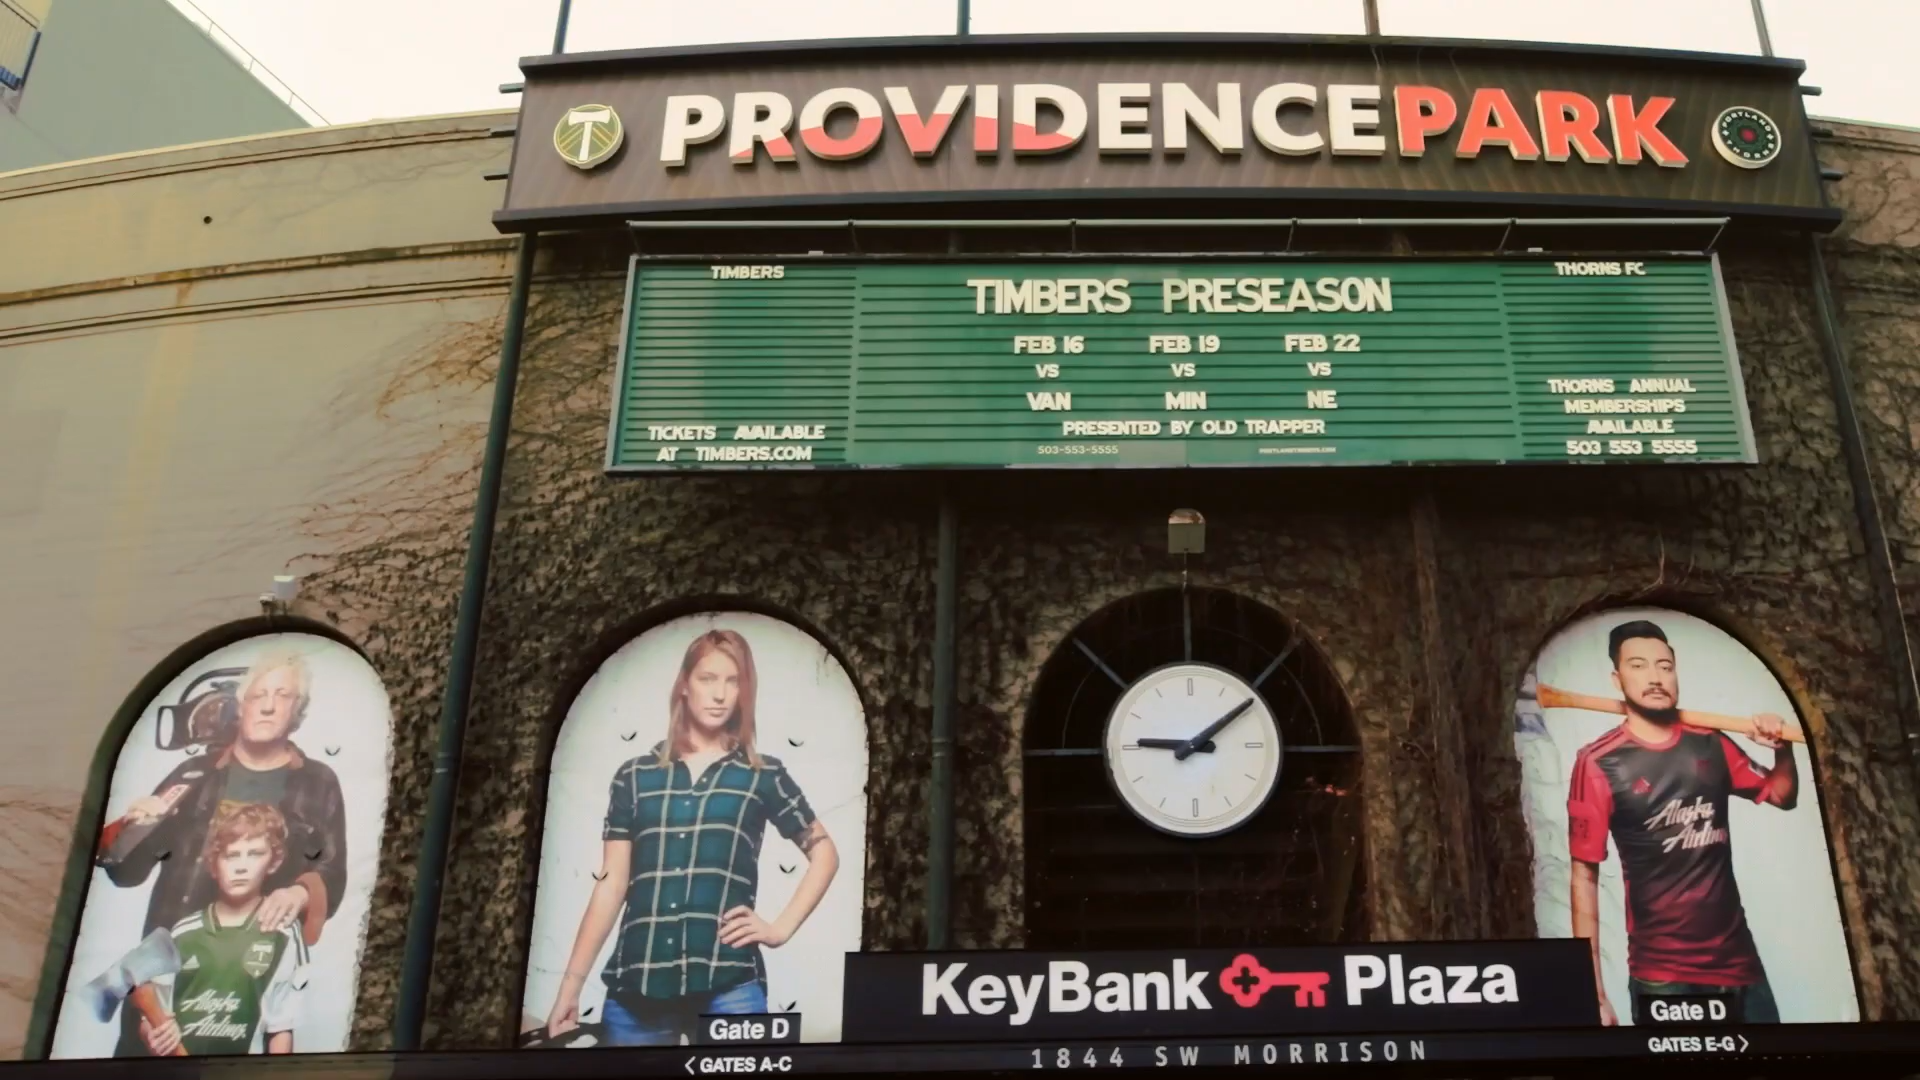 PROVIDENCEPARK
PORTLAND THORNS
TIMBERS
THORNS FC
TIMBERS PRESEASON
FEB 16 FEB 19 FEB 22
VS VS VS
VAN MIN NE
PRESENTED BY OLD TRAPPER
503-553-5555
TICKETS AVAILABLE
AT TIMBERS.COM
THORNS ANNUAL
MEMBERSHIPS
AVAILABLE
503 553 5555
Alaska
Airlines
Alaska
Airlines
KeyBank Plaza
Gate D
< GATES A-C
1844 SW MORRISON
Gate D
GATES E-G >